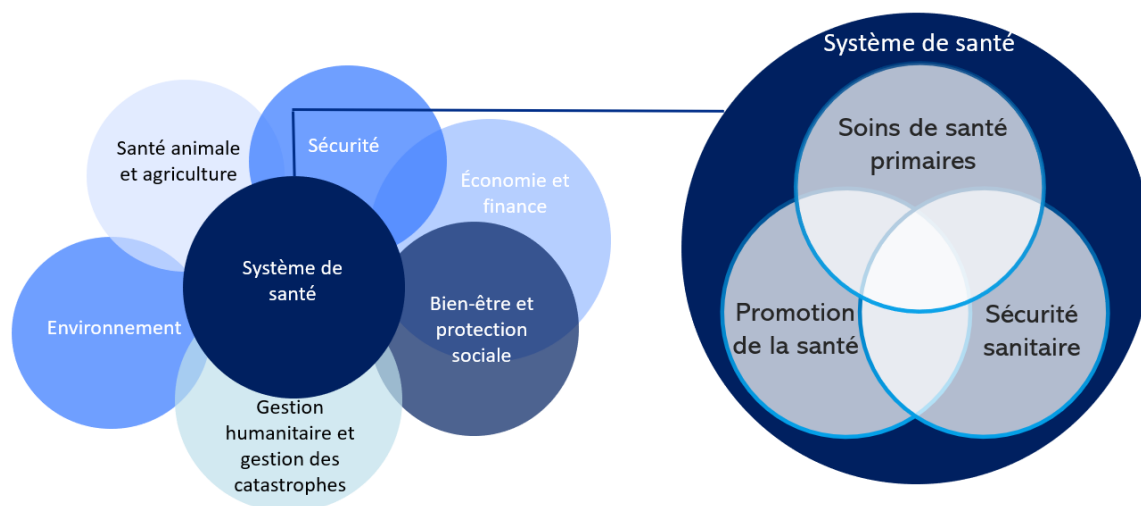 Santé animale
et agriculture
Sécurité
Économie et
finance
Système de
santé
Environnement
Bien-être et
protection
sociale
Gestion
humanitaire et
gestion des
catastrophes
Système de santé
Soins de santé
primaires
Promotion
de la santé
Sécurité
sanitaire